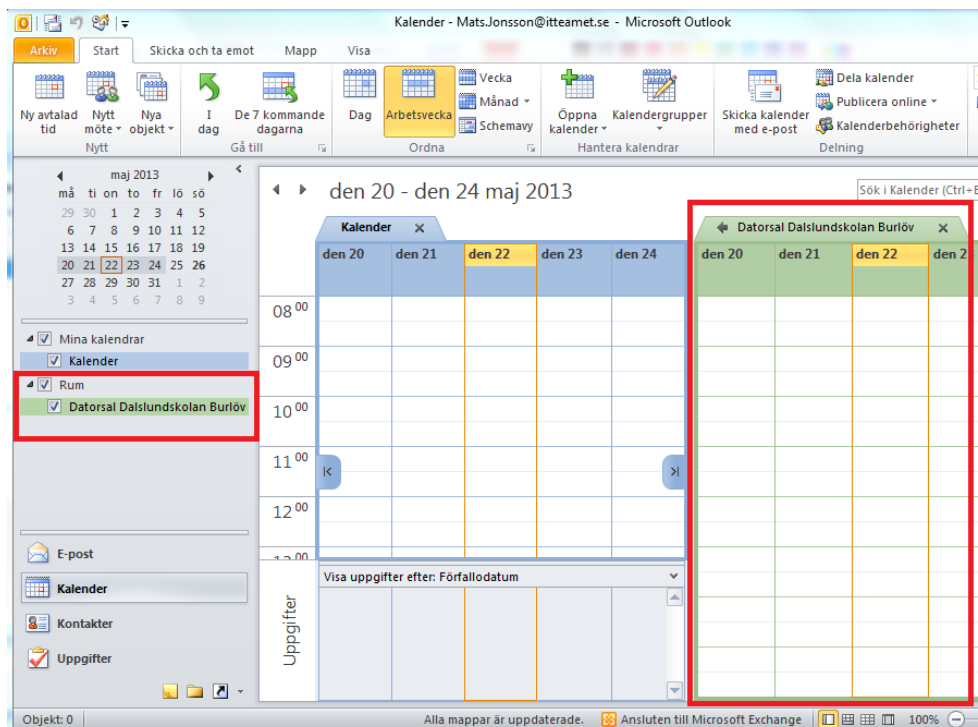 Kalender - Mats.Jonsson@itteamet.se - Microsoft Outlook
Arkiv Start Skicka och ta emot Mapp Visa
Ny avtalad tid
Nytt möte
Nya objekt
Nytt
I dag
De 7 kommande dagarna
Gå till
Dag
Arbetsvecka
Vecka
Månad
Schemavy
Ordna
Öppna kalender
Kalendergrupper
Hantera kalendrar
Skicka kalender med e-post
Dela kalender
Publicera online
Kalenderbehörigheter
Delning
maj 2013
må ti on to fr lö sö
29 30 1 2 3 4 5
6 7 8 9 10 11 12
13 14 15 16 17 18 19
20 21 22 23 24 25 26
27 28 29 30 31 1 2
3 4 5 6 7 8 9
Mina kalendrar
Kalender
Rum
Datorsal Dalslundskolan Burlöv
E-post
Kalender
Kontakter
Uppgifter
den 20 - den 24 maj 2013
Sök i Kalender (Ctrl+E
Kalender
den 20 den 21 den 22 den 23 den 24
Datorsal Dalslundskolan Burlöv
den 20 den 21 den 22 den 2
08 00
09 00
10 00
11 00
12 00
Visa uppgifter efter: Förfallodatum
Uppgifter
Objekt: 0
Alla mappar är uppdaterade.
Ansluten till Microsoft Exchange
100%